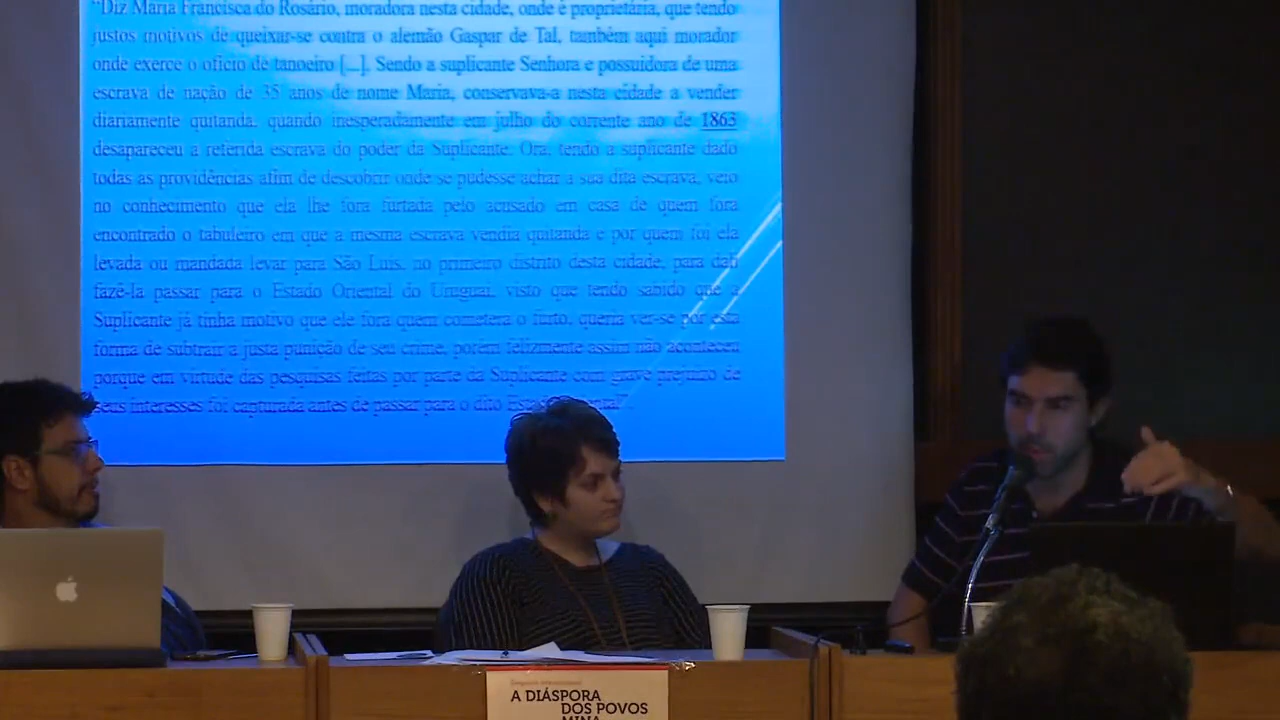 "Diz Maria Francisca do Rosário, moradora nesta cidade, onde é proprietária, que tendo
justos motivos de queixar-se contra o alemão Gaspar de Tal, também aqui morador
onde exerce o oficio de tanoeiro [...]. Sendo a suplicante Senhora e possuidora de uma
escrava de nação de 35 anos de nome Maria, conservava-a nesta cidade a vender
diariamente quitanda, quando inesperadamente em julho do corrente ano de 1863
desapareceu a referida escrava do poder da Suplicante. Ora, tendo a suplicante dado
todas as providências afim de descobrir onde se pudesse achar a sua dita escrava, veio
no conhecimento que ela lhe fora furtada pelo acusado em casa de quem fora
encontrado o tabuleiro em que a mesma escrava vendia quitanda e por quem foi ela
levada ou mandada levar para São Luis, no primeiro distrito desta cidade, para dali
fazê-la passar para o Estado Oriental do Uruguai, visto que tendo sabido que a
Suplicante já tinha motivo que ele fora quem cometera o furto, queria ver-se por esta
forma de subtrair a justa punição de seu crime, porém felizmente assim não aconteceu
porque em virtude das pesquisas feitas por parte da Suplicante com grave prejuízo de
seus interesses foi capturada antes de passar para o dito
Simpósio Internacional
A DIÁSPORA
DOS POVOS
MINA